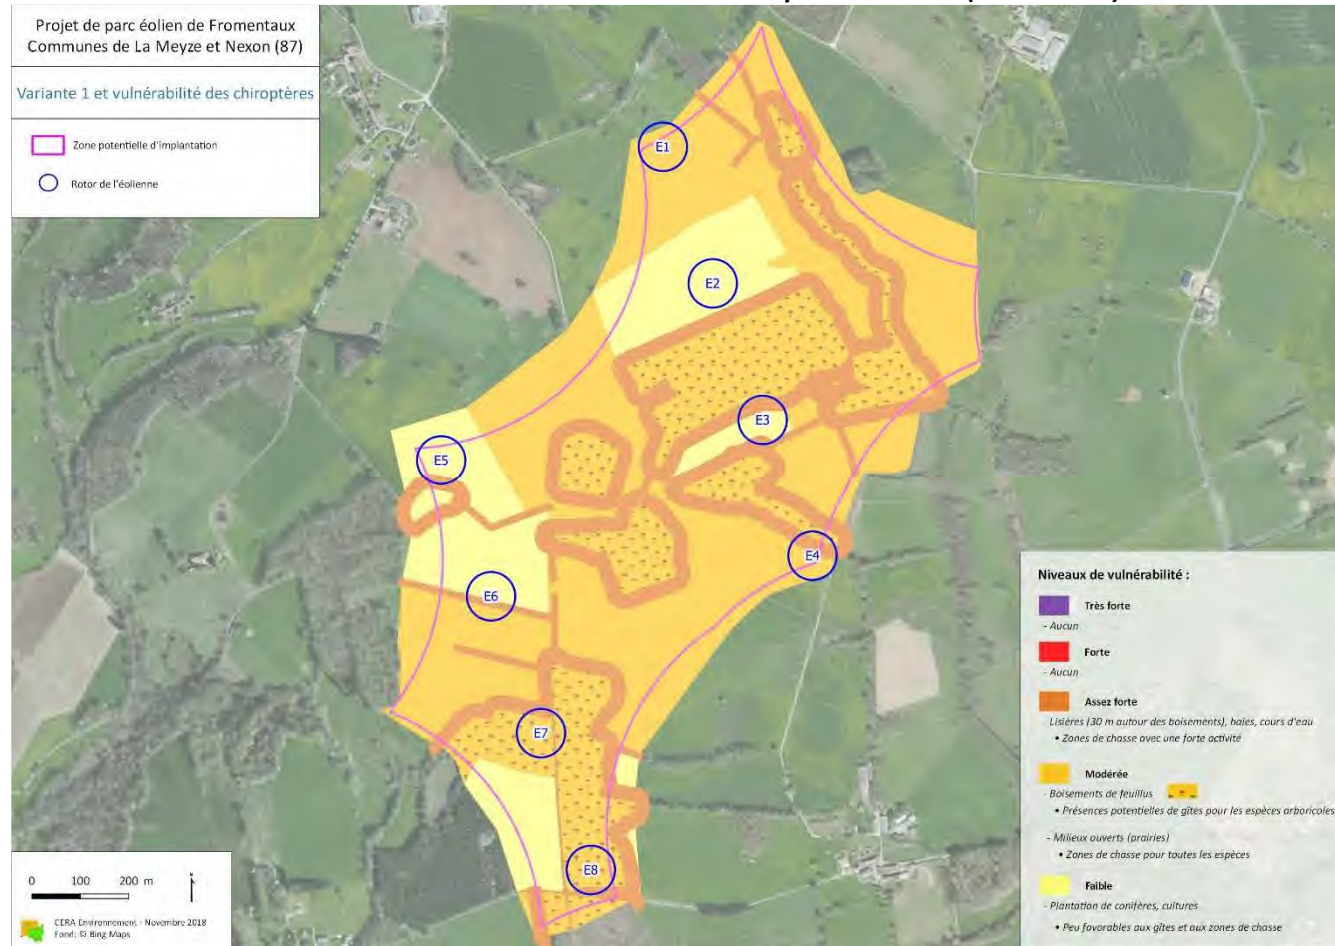 Projet de parc éolien de Fromentaux
Communes de La Meyze et Nexon (87)
Variante 1 et vulnérabilité des chiroptères
Zone potentielle d'implantation
Rotor de l'éolienne
E1
E2
E3
E5
E4
E6
E7
E8
Niveaux de vulnérabilité :
Très forte
- Aucun
Forte
- Aucun
Assez forte
Lisières (30 m autour des boisements), haies, cours d'eau
• Zones de chasse avec une forte activité
Modérée
- Boisements de feuillus
• Présences potentielles de gîtes pour les espèces arboricoles
- Milieux ouverts (prairies)
• Zones de chasse pour toutes les espèces
Faible
- Plantation de conifères, cultures
• Peu favorables aux gîtes et aux zones de chasse
0 100 200 m
CERA Environnement - Novembre 2018
Fond: © Bing Maps